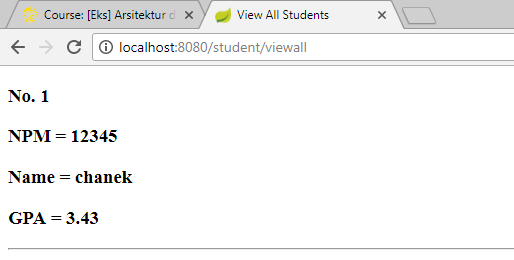 Course: [Eks] Arsitektur d
View All Students
localhost:8080/student/viewall
No. 1
NPM = 12345
Name = chanek
GPA = 3.43